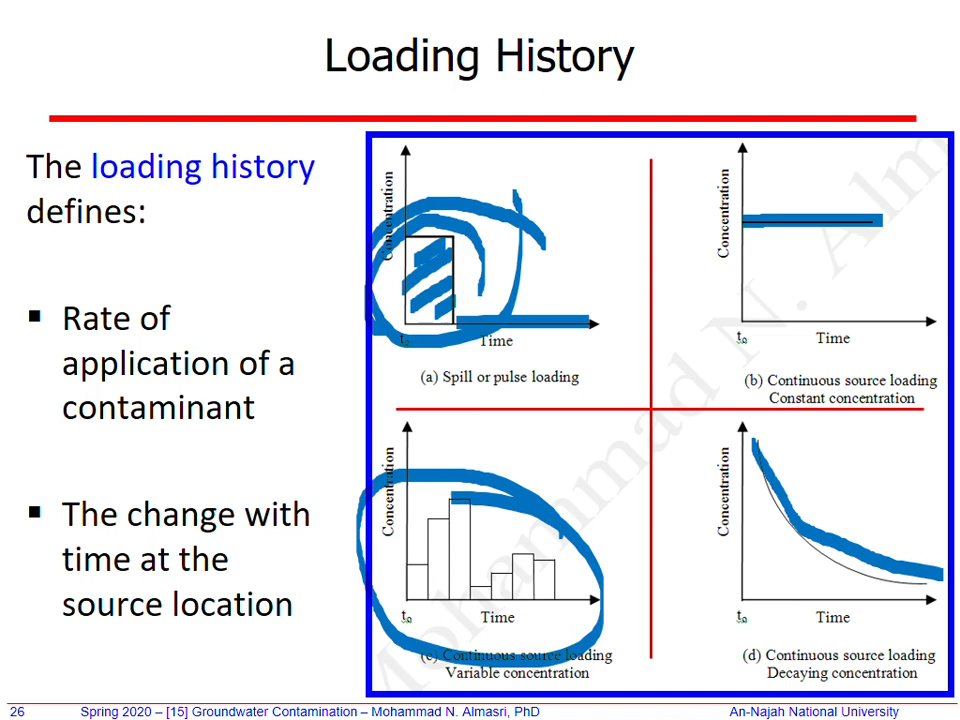 Loading History
The loading history
defines:
▪ Rate of
application of a
contaminant
▪ The change with
time at the
source location
Concentration
t₀
Time
(a) Spill or pulse loading
Concentration
t₀
Time
(b) Continuous source loading
Constant concentration
Concentration
t₀
Time
(c) Continuous source loading
Variable concentration
Concentration
t₀
Time
(d) Continuous source loading
Decaying concentration
Mohammad N. Alm
26 Spring 2020 – [15] Groundwater Contamination – Mohammad N. Almasri, PhD An-Najah National University